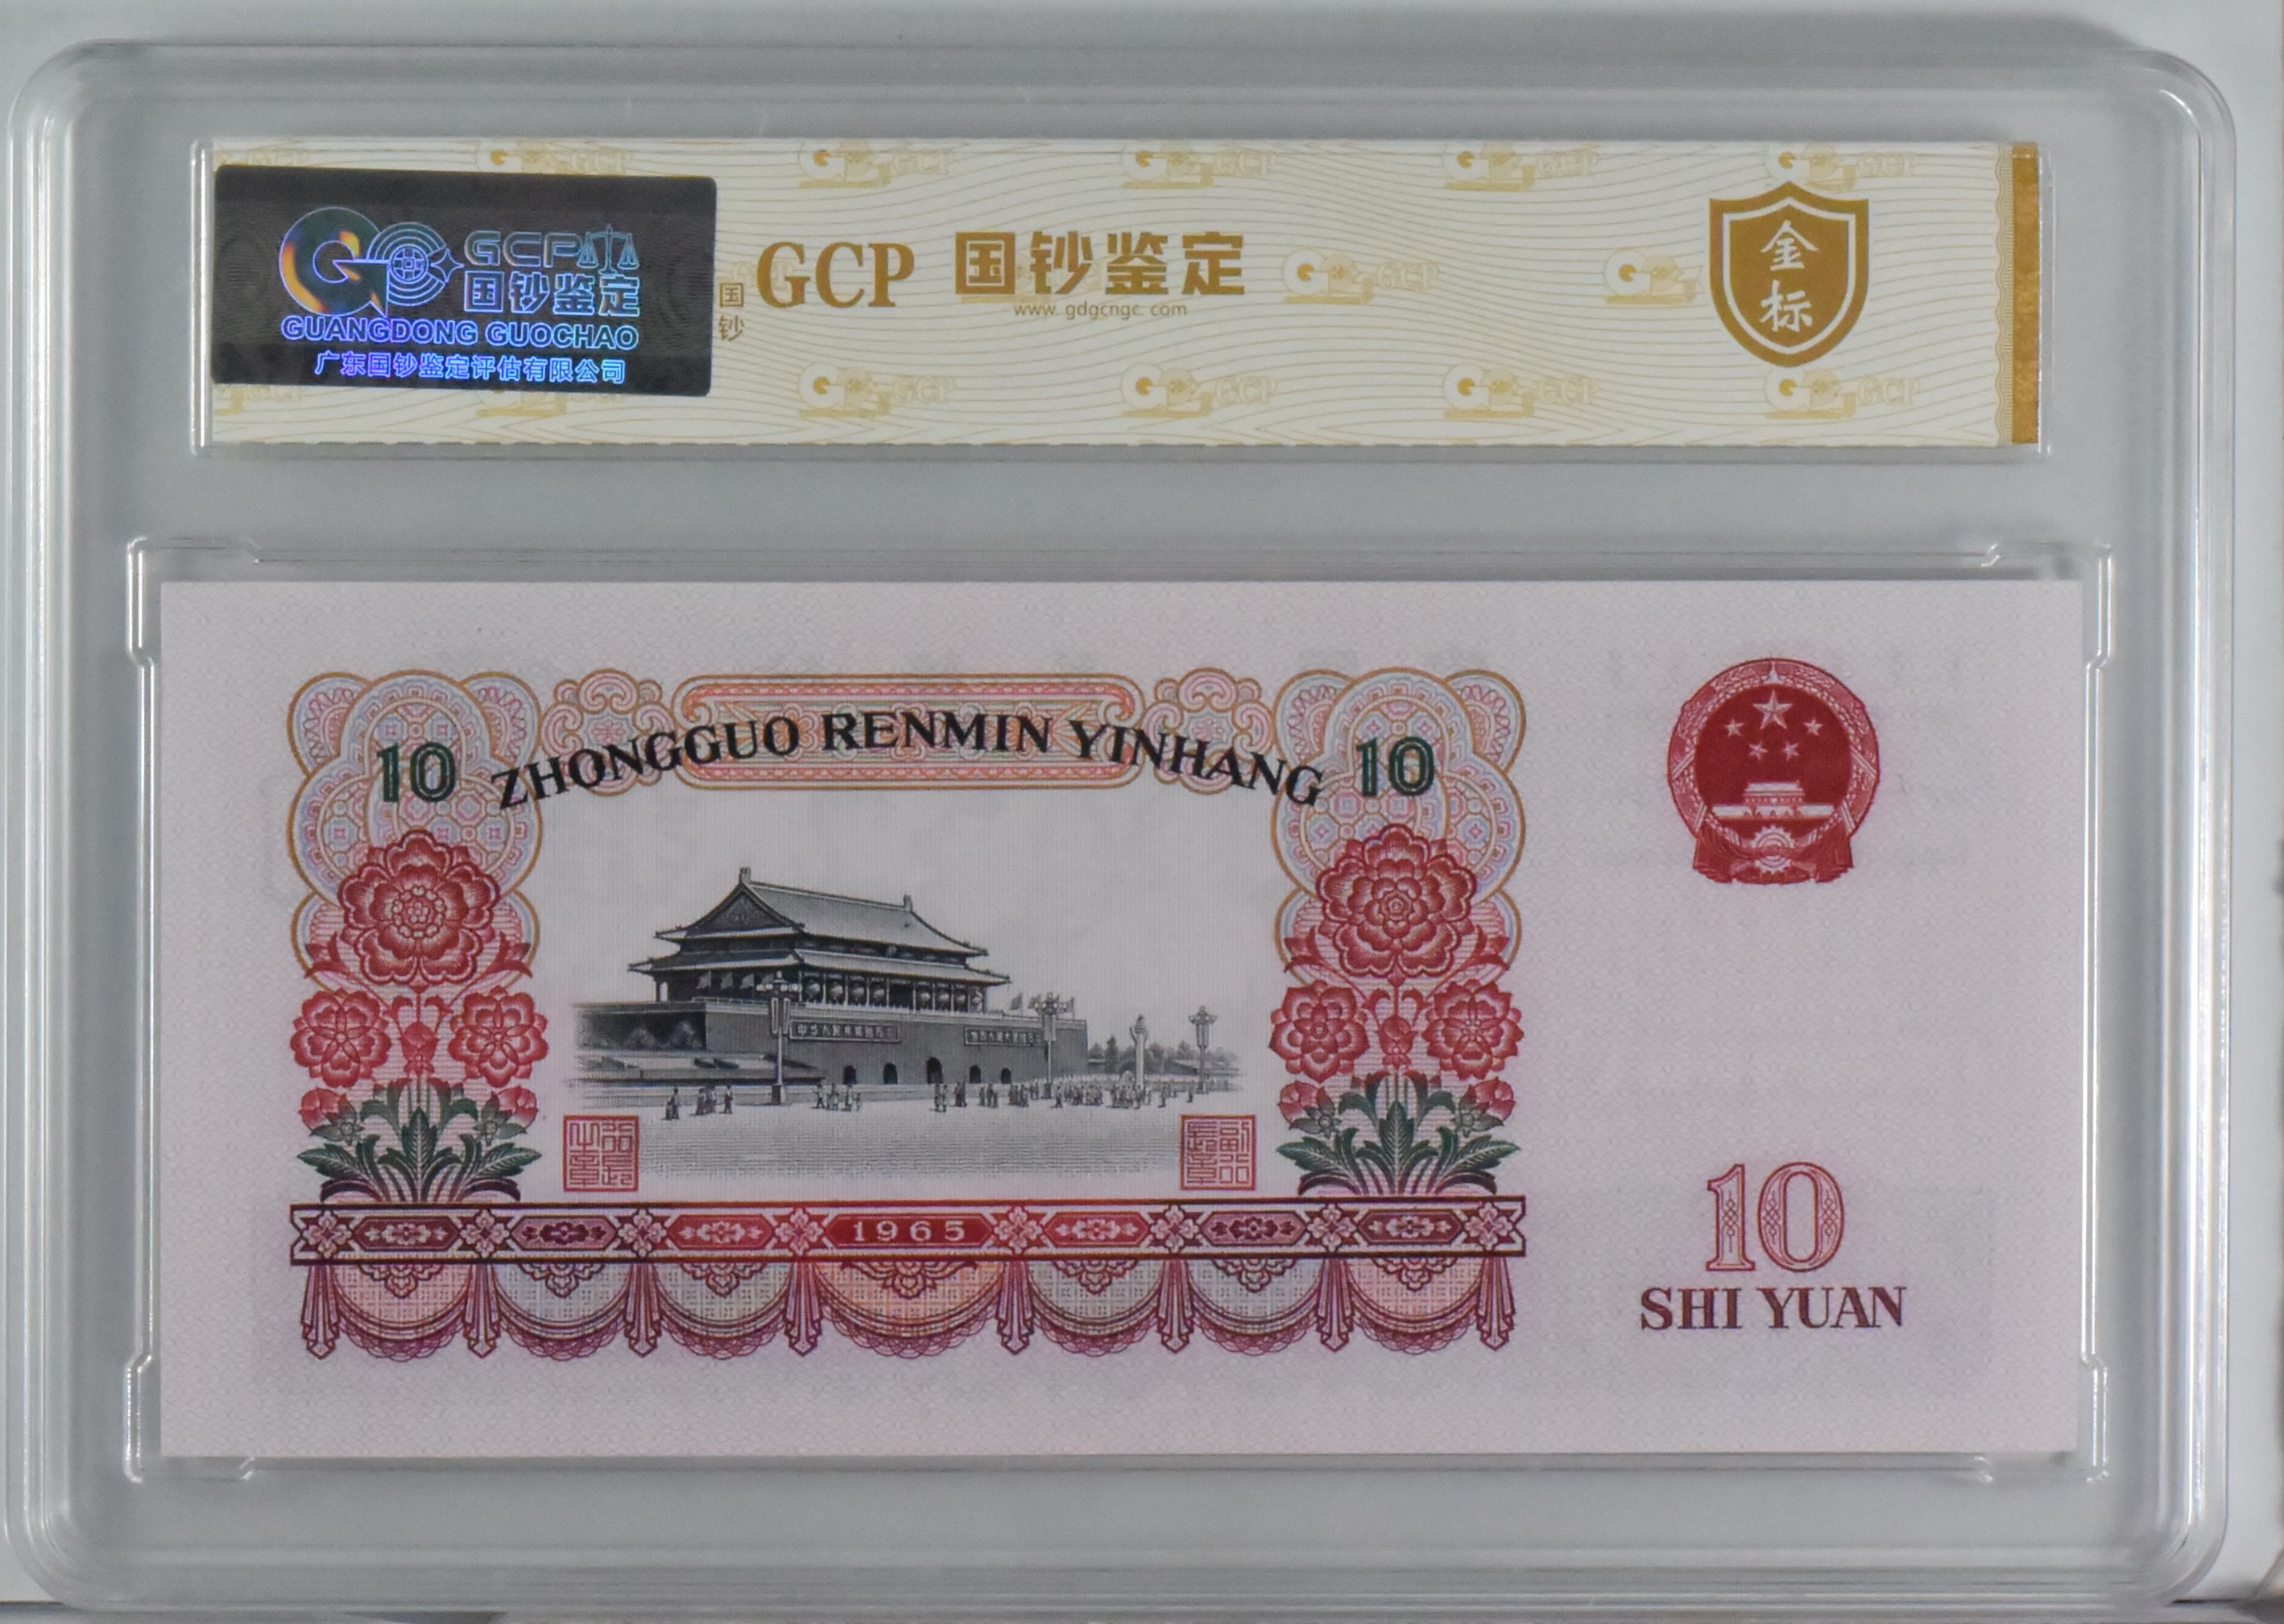 GCP
国钞鉴定
GUANGDONG GUOCHAO
广东国钞鉴定评估有限公司
国
钞
GCP 国钞鉴定
www. gdgcngc. com
金
标
10 ZHONGGUO RENMIN YINHANG 10
1965
10
SHI YUAN